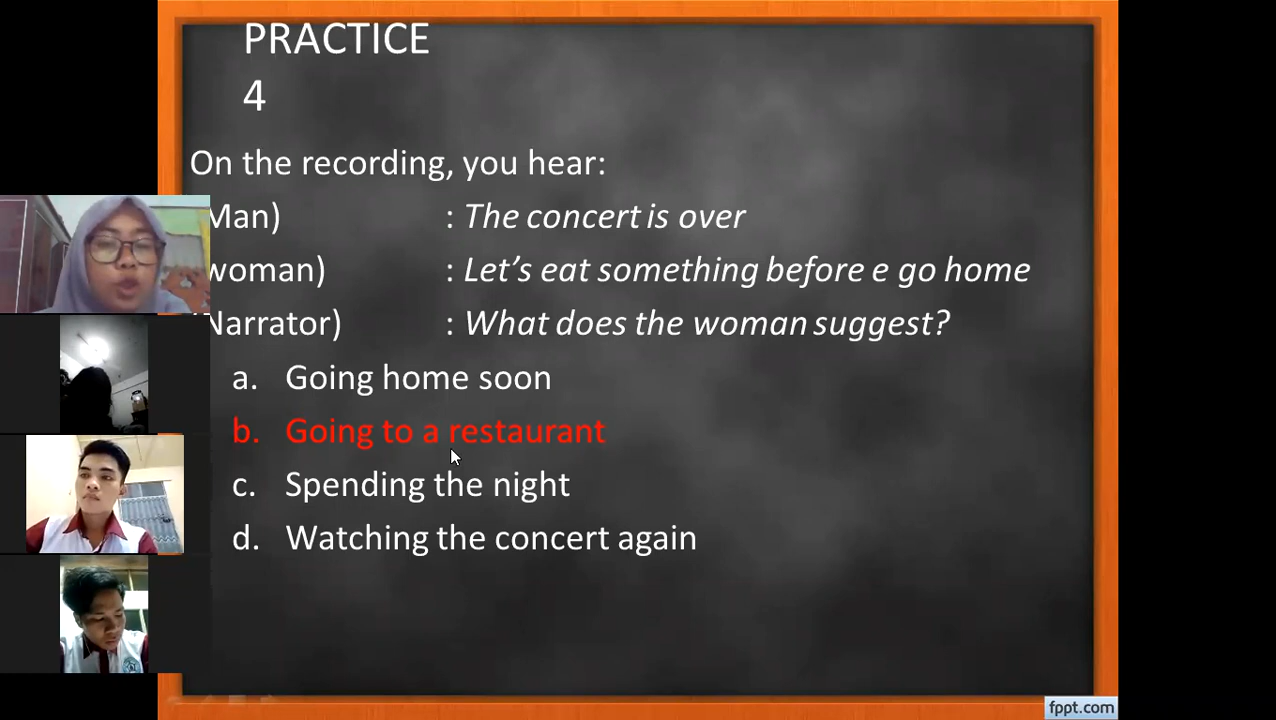 PRACTICE
4
On the recording, you hear:
Man) : The concert is over
woman) : Let's eat something before e go home
Narrator) : What does the woman suggest?
a. Going home soon
b. Going to a restaurant
c. Spending the night
d. Watching the concert again
fppt.com